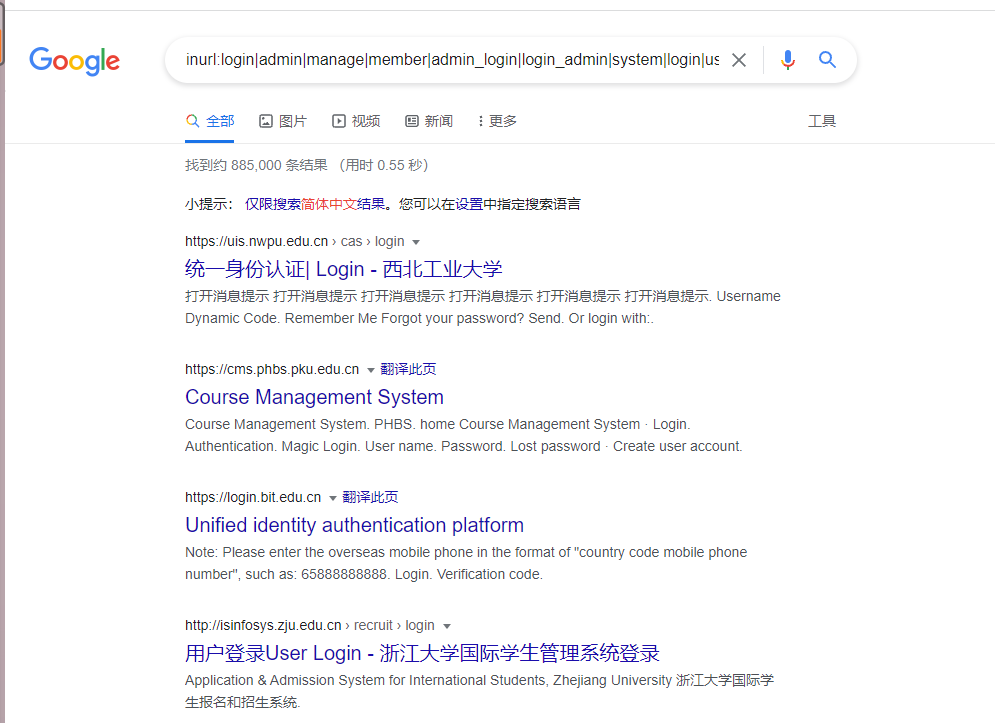 Google
inurl:login|admin|manage|member|admin_login|login_admin|system|login|us
全部 图片 视频 新闻 更多 工具
找到约 885,000 条结果 （用时 0.55 秒）
小提示： 仅限搜索简体中文结果。您可以在设置中指定搜索语言
https://uis.nwpu.edu.cn › cas › login
统一身份认证| Login - 西北工业大学
打开消息提示 打开消息提示 打开消息提示 打开消息提示 打开消息提示 打开消息提示. Username
Dynamic Code. Remember Me Forgot your password? Send. Or login with:.
https://cms.phbs.pku.edu.cn 翻译此页
Course Management System
Course Management System. PHBS. home Course Management System · Login.
Authentication. Magic Login. User name. Password. Lost password · Create user account.
https://login.bit.edu.cn 翻译此页
Unified identity authentication platform
Note: Please enter the overseas mobile phone in the format of "country code mobile phone
number", such as: 65888888888. Login. Verification code.
http://isinfosys.zju.edu.cn › recruit › login
用户登录User Login - 浙江大学国际学生管理系统登录
Application & Admission System for International Students, Zhejiang University 浙江大学国际学
生报名和招生系统.